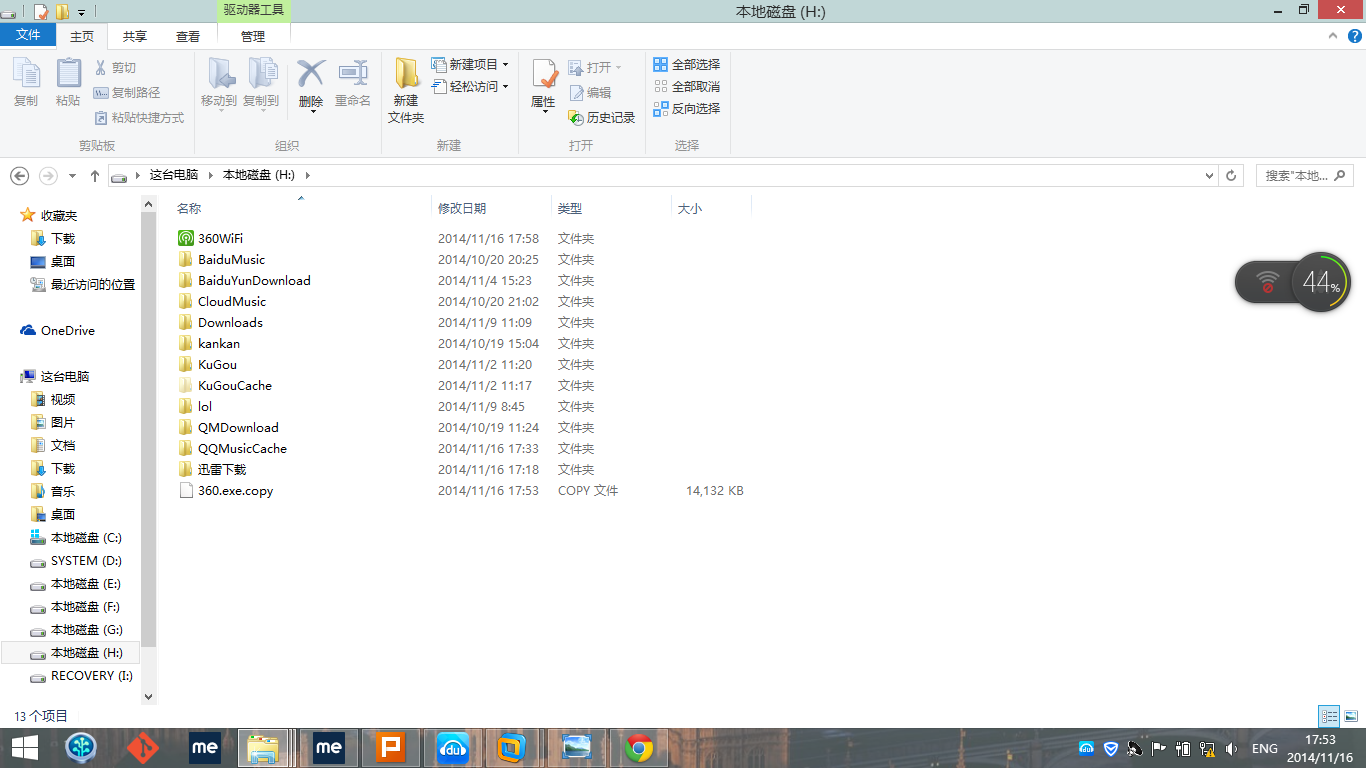 驱动器工具
本地磁盘 (H:)
文件 主页 共享 查看 管理
复制 粘贴 剪切 复制路径 粘贴快捷方式
移动到 复制到 删除 重命名
新建文件夹 新建项目 轻松访问
属性 打开 编辑 历史记录
全部选择 全部取消 反向选择
剪贴板 组织 新建 打开 选择
这台电脑 本地磁盘 (H:)
搜索"本地...
收藏夹
下载
桌面
最近访问的位置
OneDrive
这台电脑
视频
图片
文档
下载
音乐
桌面
本地磁盘 (C:)
SYSTEM (D:)
本地磁盘 (E:)
本地磁盘 (F:)
本地磁盘 (G:)
本地磁盘 (H:)
RECOVERY (I:)
名称 修改日期 类型 大小
360WiFi 2014/11/16 17:58 文件夹
BaiduMusic 2014/10/20 20:25 文件夹
BaiduYunDownload 2014/11/4 15:23 文件夹
CloudMusic 2014/10/20 21:02 文件夹
Downloads 2014/11/9 11:09 文件夹
kankan 2014/10/19 15:04 文件夹
KuGou 2014/11/2 11:20 文件夹
KuGouCache 2014/11/2 11:17 文件夹
lol 2014/11/9 8:45 文件夹
QMDownload 2014/10/19 11:24 文件夹
QQMusicCache 2014/11/16 17:33 文件夹
迅雷下载 2014/11/16 17:18 文件夹
360.exe.copy 2014/11/16 17:53 COPY 文件 14,132 KB
44%
13 个项目
me me P du
ENG
17:53
2014/11/16